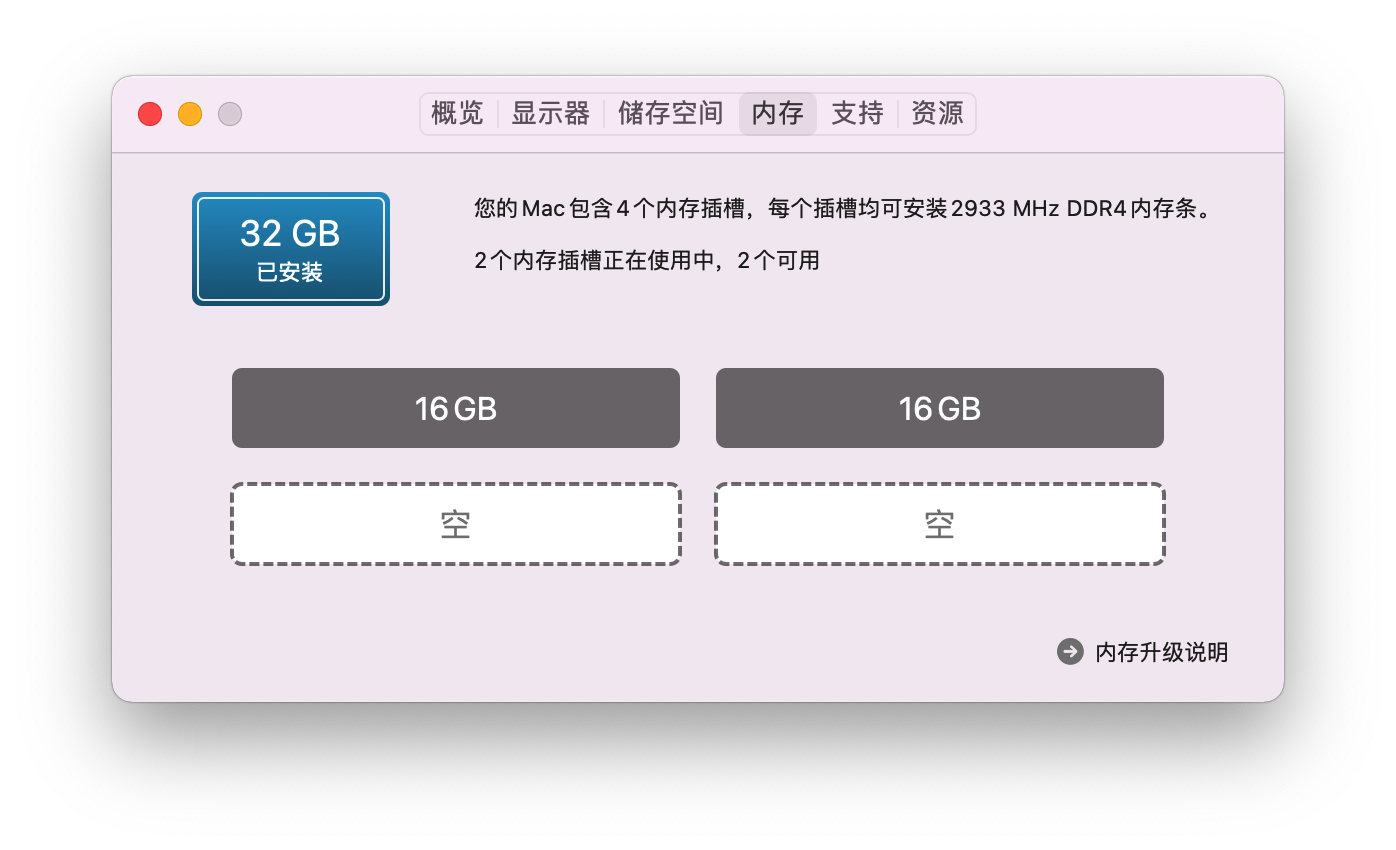 概览 显示器 储存空间 内存 支持 资源
32 GB
已安装
您的 Mac 包含 4 个内存插槽，每个插槽均可安装 2933 MHz DDR4 内存条。
2 个内存插槽正在使用中，2 个可用
16 GB
16 GB
空
空
内存升级说明